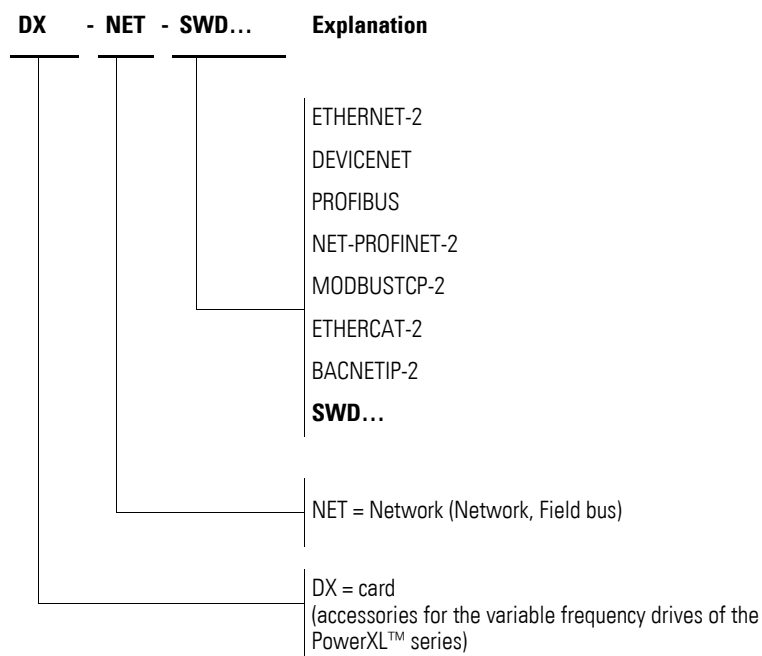 DX - NET - SWD... Explanation
ETHERNET-2
DEVICENET
PROFIBUS
NET-PROFINET-2
MODBUSTCP-2
ETHERCAT-2
BACNETIP-2
SWD...
NET = Network (Network, Field bus)
DX = card
(accessories for the variable frequency drives of the
PowerXL™ series)